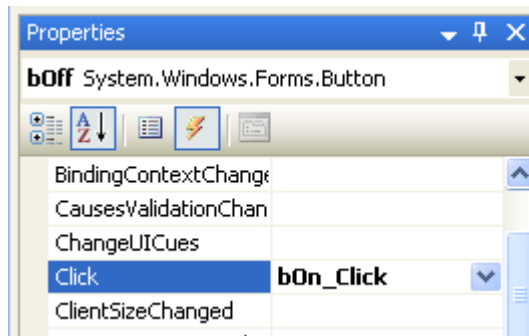 Properties
bOff System.Windows.Forms.Button
BindingContextChange
CausesValidationChan
ChangeUICues
Click bOn_Click
ClientSizeChanged